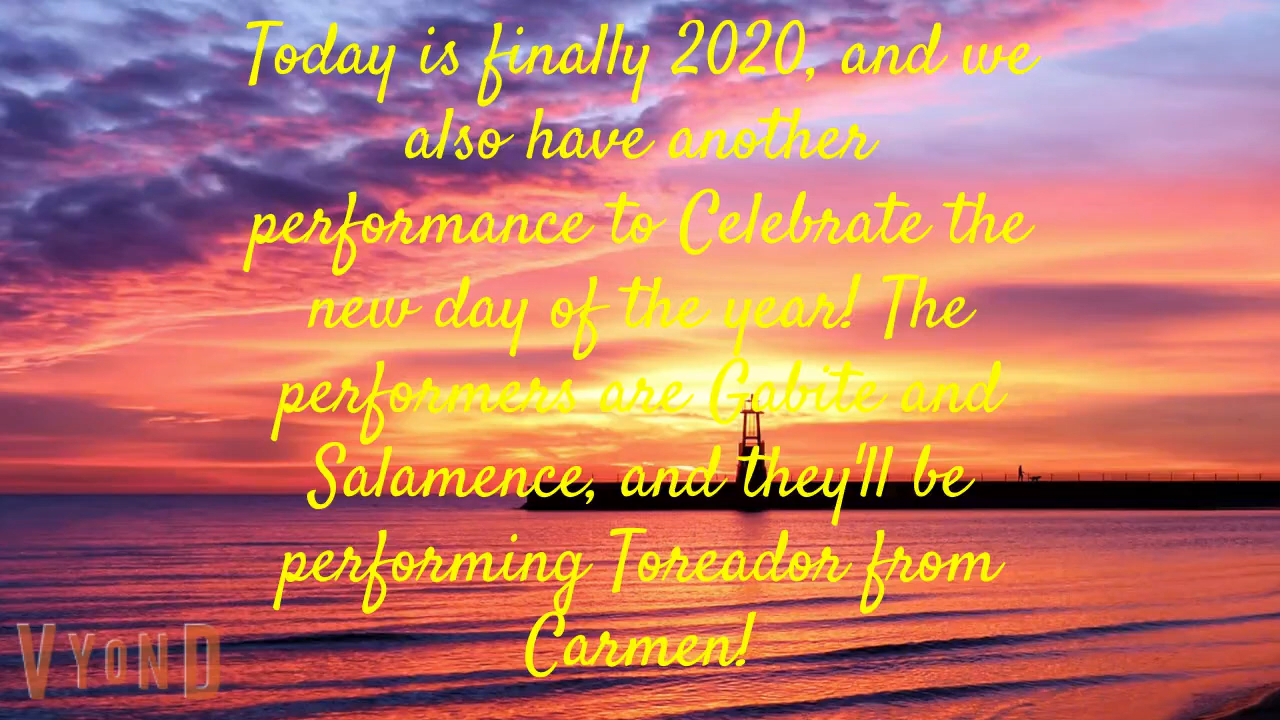 Today is finally 2020, and we
also have another
performance to Celebrate the
new day of the year! The
performers are Gabite and
Salamence, and they'll be
performing Toreador from
Carmen!
VYOND